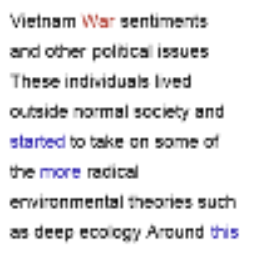 Vietnam War sentiments
and other political issues
These individuals lived
outside normal society and
started to take on some of
the more radical
environmental theories such
as deep ecology Around this